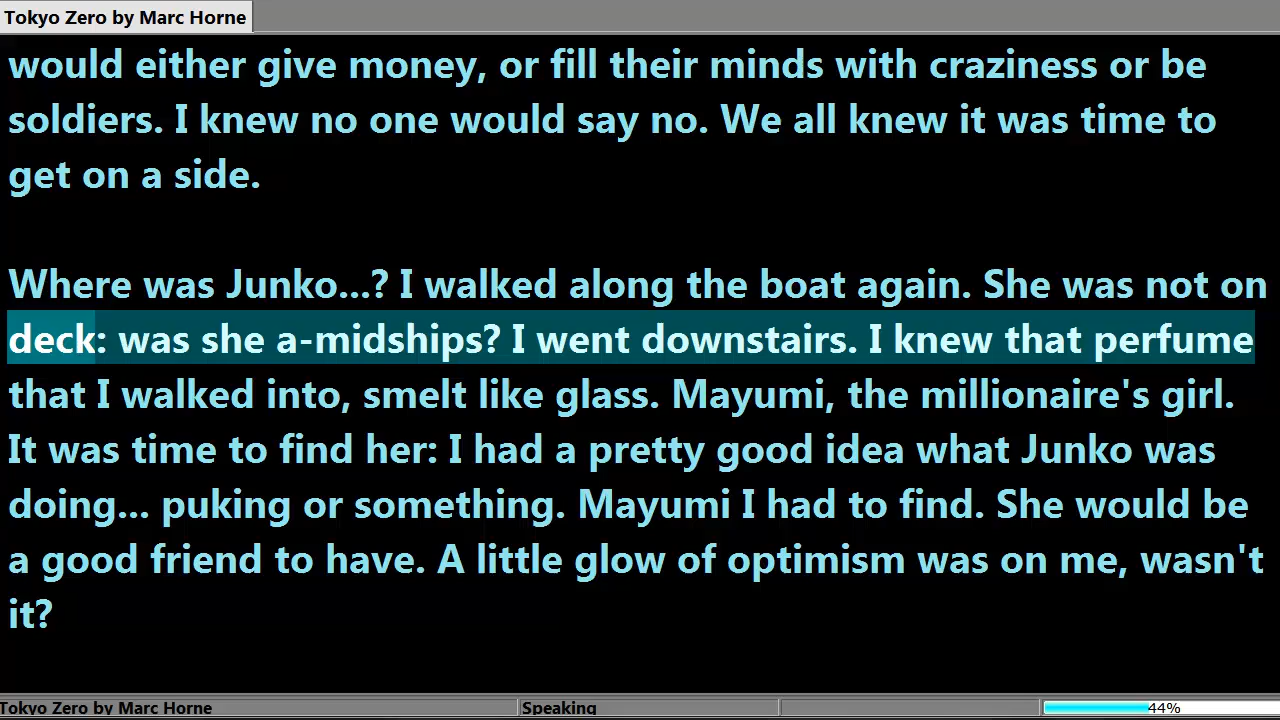 Tokyo Zero by Marc Horne
would either give money, or fill their minds with craziness or be
soldiers. I knew no one would say no. We all knew it was time to
get on a side.
Where was Junko...? I walked along the boat again. She was not on
deck: was she a-midships? I went downstairs. I knew that perfume
that I walked into, smelt like glass. Mayumi, the millionaire's girl.
It was time to find her: I had a pretty good idea what Junko was
doing... puking or something. Mayumi I had to find. She would be
a good friend to have. A little glow of optimism was on me, wasn't
it?
Tokyo Zero by Marc Horne
Speaking
44%